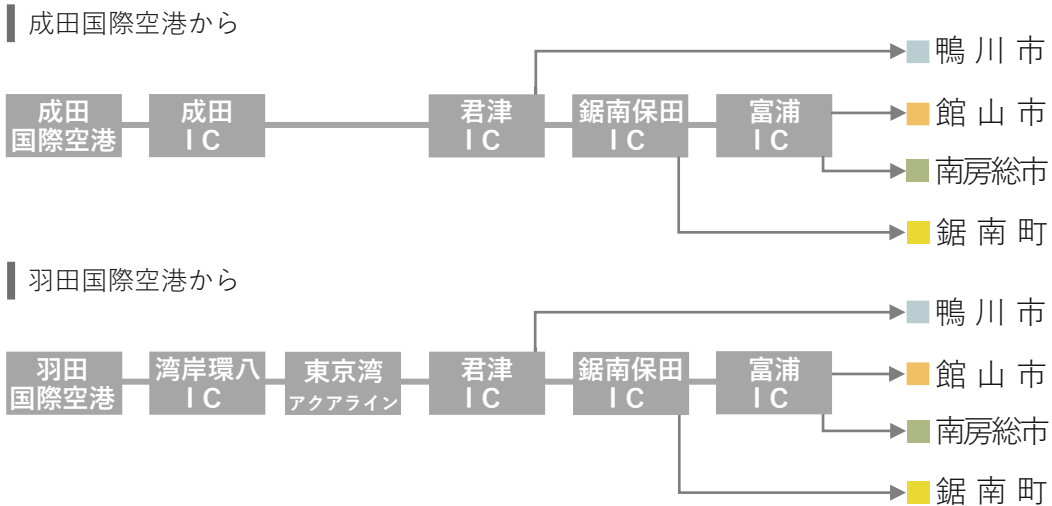 成田国際空港から
鴨川市
成田
国際空港
成田
IC
君津
IC
鋸南保田
IC
富浦
IC
館山市
南房総市
鋸南町
羽田国際空港から
鴨川市
羽田
国際空港
湾岸環八
IC
東京湾
アクアライン
君津
IC
鋸南保田
IC
富浦
IC
館山市
南房総市
鋸南町